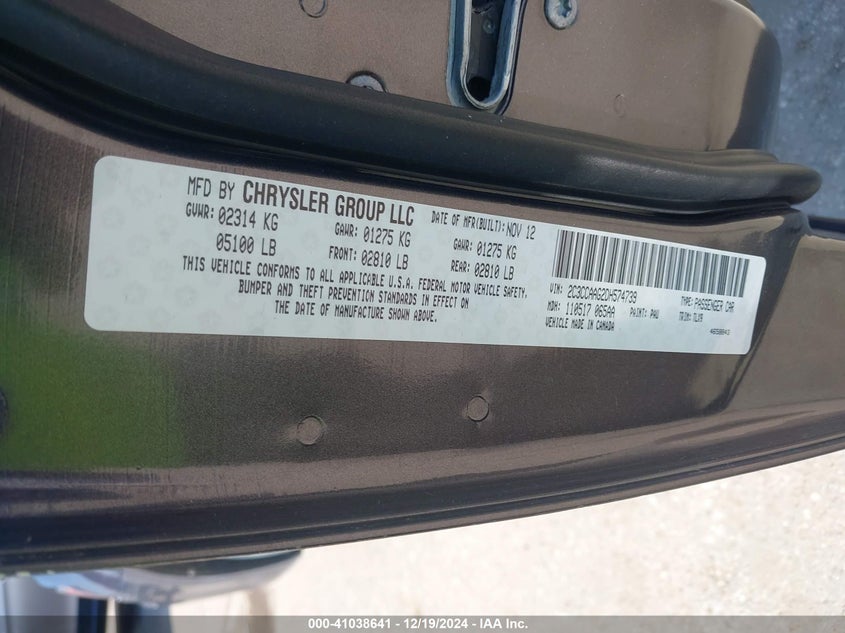 MFD BY CHRYSLER GROUP LLC DATE OF MFR(BUILT): NOV 12
GVWR: 02314 KG GAWR: 01275 KG GAWR: 01275 KG
05100 LB FRONT: 02810 LB REAR: 02810 LB
THIS VEHICLE CONFORMS TO ALL APPLICABLE U.S.A. FEDERAL MOTOR VEHICLE SAFETY,
BUMPER AND THEFT PREVENTION STANDARDS IN EFFECT ON
THE DATE OF MANUFACTURE SHOWN ABOVE.
VIN: 2C3CCAAG2DH574739 TYPE: PASSENGER CAR
MDH: 110517 065AA PAINT: PAU TRIM: TLX9
VEHICLE MADE IN CANADA
000-41038641 - 12/19/2024 - IAA Inc.